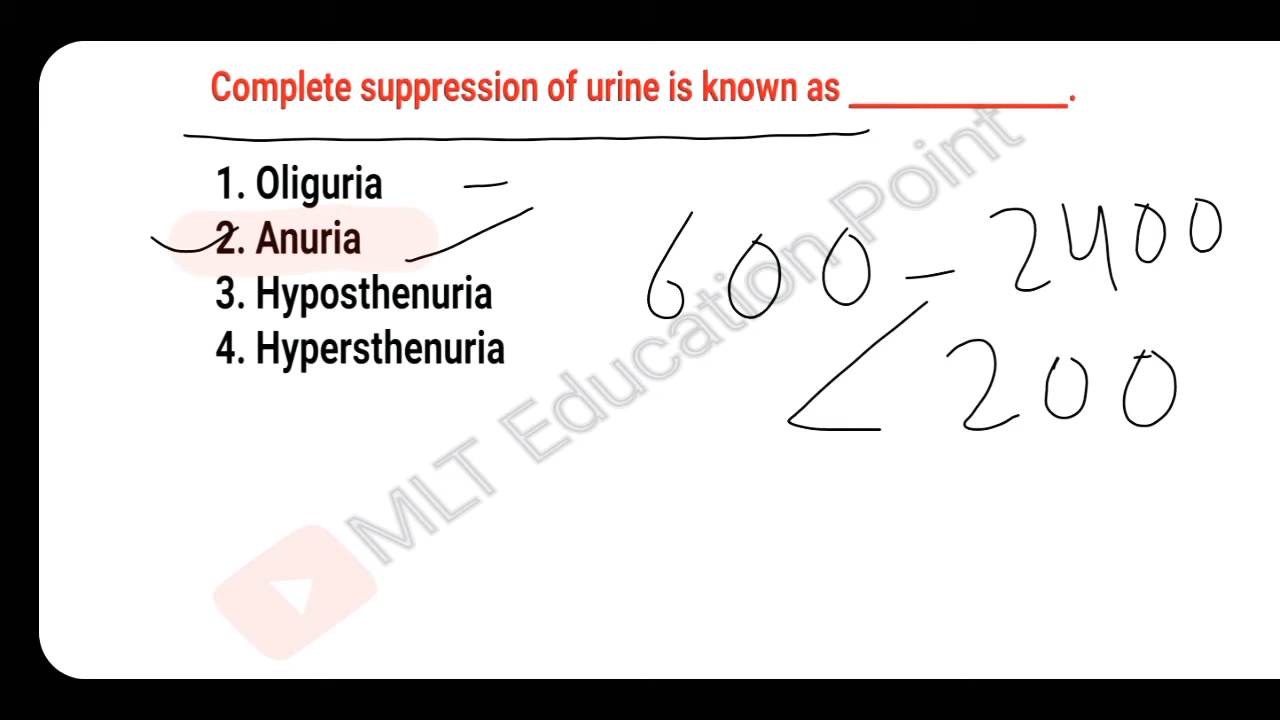 Complete suppression of urine is known as ____________.
1. Oliguria –
2. Anuria
3. Hyposthenuria
4. Hypersthenuria
600 – 2400
< 200
MLT Education Point